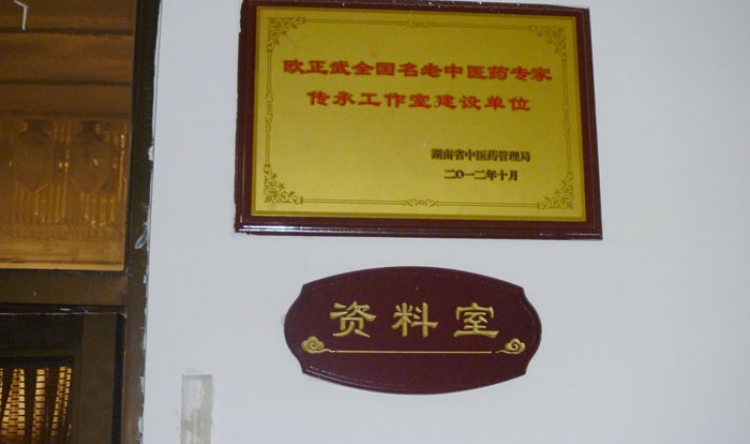 欧正武全国名老中医药专家
传承工作室建设单位
湖南省中医药管理局
二O一二年十月
资料室